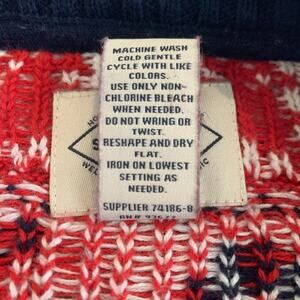 MACHINE WASH
COLD GENTLE
CYCLE WITH LIKE
COLORS.
USE ONLY NON-
CHLORINE BLEACH
WHEN NEEDED.
DO NOT WRING OR
TWIST.
RESHAPE AND DRY
FLAT.
IRON ON LOWEST
SETTING AS
NEEDED.
SUPPLIER 74186-8
RN#